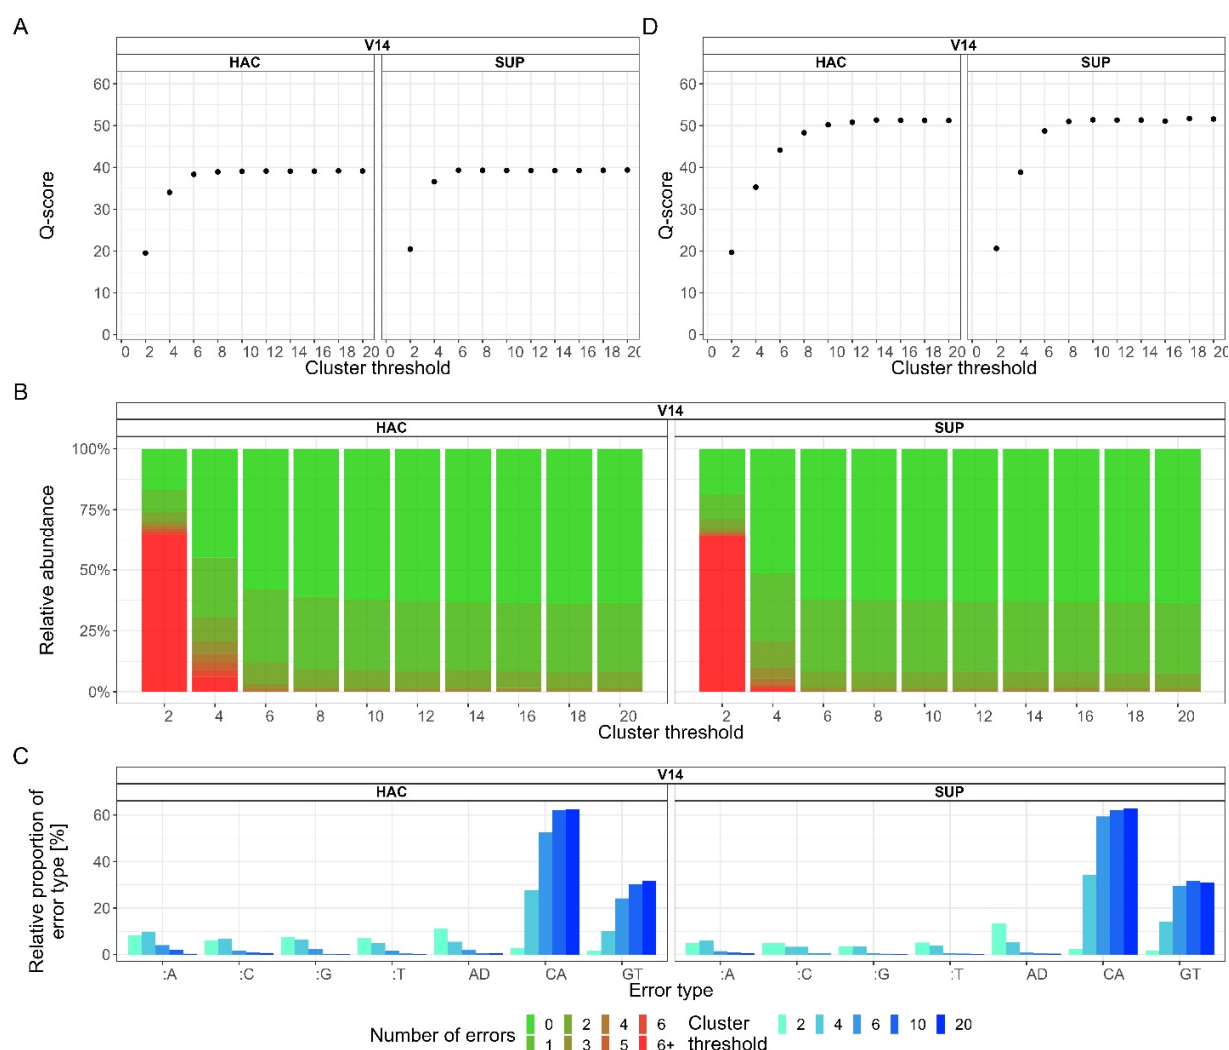 A
D
V14
V14
HAC
SUP
HAC
SUP
Q-score
60
50
40
30
20
10
0
0 2 4 6 8 10 12 14 16 18 20
0 2 4 6 8 10 12 14 16 18 20
Cluster threshold
Q-score
60
50
40
30
20
10
0
0 2 4 6 8 10 12 14 16 18 20
0 2 4 6 8 10 12 14 16 18 20
Cluster threshold
B
V14
HAC
SUP
Relative abundance
100%
75%
50%
25%
0%
2 4 6 8 10 12 14 16 18 20
2 4 6 8 10 12 14 16 18 20
Cluster threshold
C
V14
HAC
SUP
Relative proportion of
error type [%]
60
40
20
0
:A :C :G :T AD CA GT
:A :C :G :T AD CA GT
Error type
Number of errors
0 2 4 6
1 3 5 6+
Cluster
threshold
2 4 6 10 20